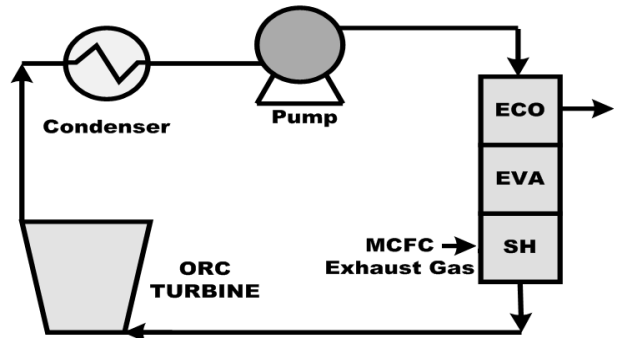 Condenser
Pump
ECO
EVA
SH
MCFC
Exhaust Gas
ORC
TURBINE